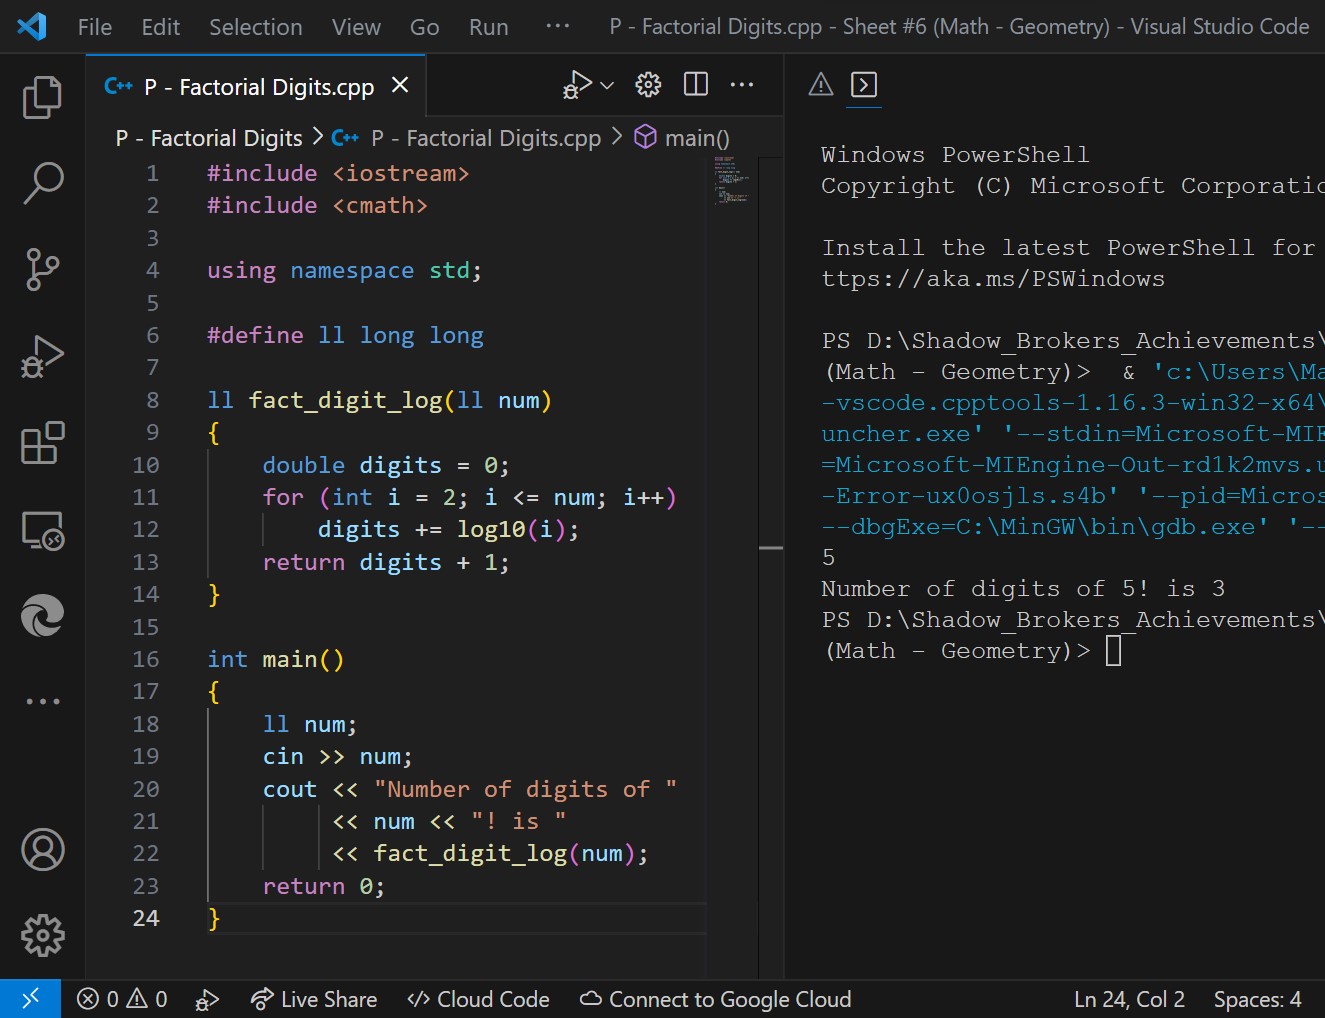 File Edit Selection View Go Run ··· P - Factorial Digits.cpp - Sheet #6 (Math - Geometry) - Visual Studio Code
C++ P - Factorial Digits.cpp
P - Factorial Digits > C++ P - Factorial Digits.cpp > main()
1 #include <iostream>
2 #include <cmath>
3
4 using namespace std;
5
6 #define ll long long
7
8 ll fact_digit_log(ll num)
9 {
10 double digits = 0;
11 for (int i = 2; i <= num; i++)
12 digits += log10(i);
13 return digits + 1;
14 }
15
16 int main()
17 {
18 ll num;
19 cin >> num;
20 cout << "Number of digits of "
21 << num << "! is "
22 << fact_digit_log(num);
23 return 0;
24 }
Windows PowerShell
Copyright (C) Microsoft Corporatio
Install the latest PowerShell for
ttps://aka.ms/PSWindows
PS D:\Shadow_Brokers_Achievements\
(Math - Geometry)> & 'c:\Users\Ma
-vscode.cpptools-1.16.3-win32-x64\
uncher.exe' '--stdin=Microsoft-MIE
=Microsoft-MIEngine-Out-rd1k2mvs.u
-Error-ux0osjls.s4b' '--pid=Micros
--dbgExe=C:\MinGW\bin\gdb.exe' '--
5
Number of digits of 5! is 3
PS D:\Shadow_Brokers_Achievements\
(Math - Geometry)>
0 0 Live Share Cloud Code Connect to Google Cloud Ln 24, Col 2 Spaces: 4